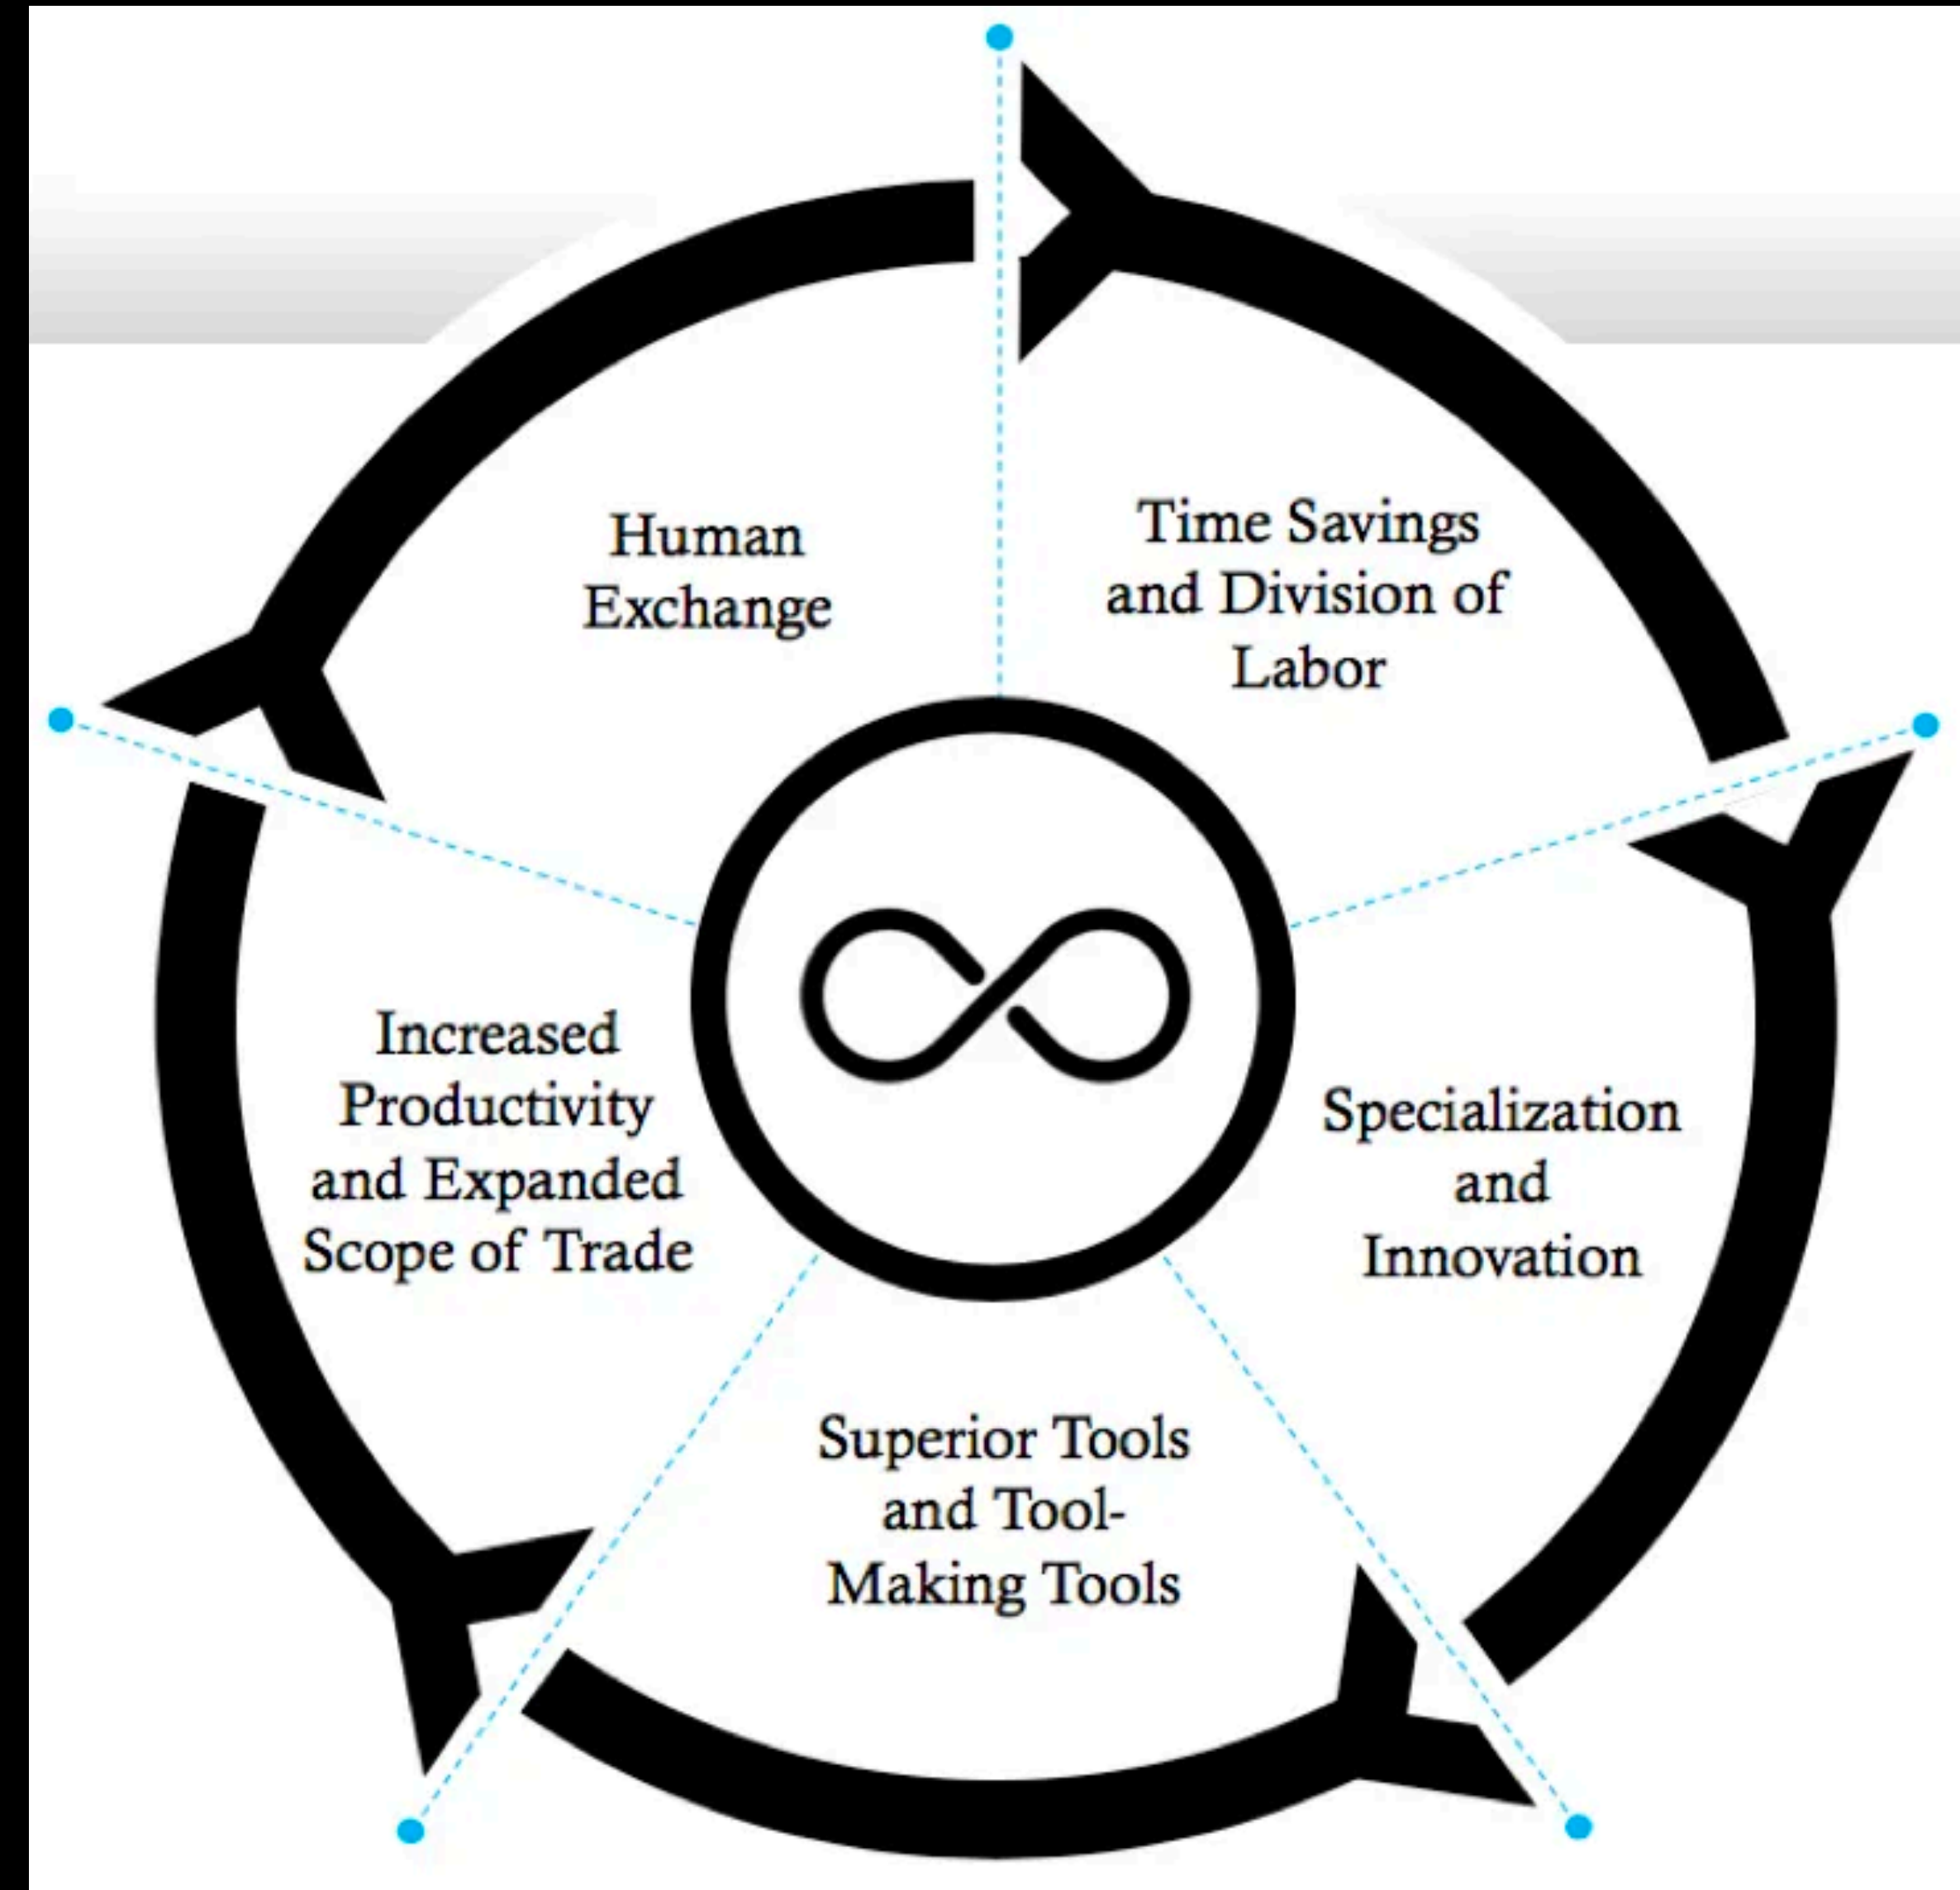 Human
Exchange
Time Savings
and Division of
Labor
Specialization
and
Innovation
Superior Tools
and Tool-
Making Tools
Increased
Productivity
and Expanded
Scope of Trade